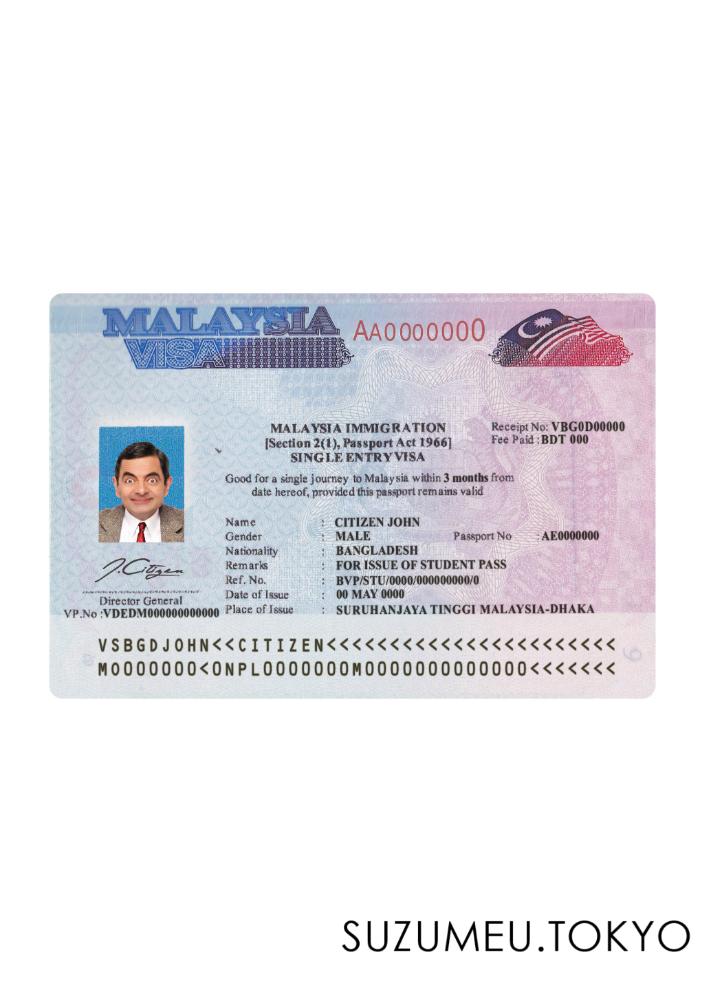 MALAYSIA
VISA
AA0000000
MALAYSIA IMMIGRATION
[Section 2(1), Passport Act 1966]
SINGLE ENTRY VISA
Receipt No: VBG0D00000
Fee Paid : BDT 000
Good for a single journey to Malaysia within 3 months from
date hereof, provided this passport remains valid
Name : CITIZEN JOHN
Gender : MALE Passport No : AE0000000
Nationality : BANGLADESH
Remarks : FOR ISSUE OF STUDENT PASS
Ref. No. : BVP/STU/0000/000000000/0
Date of Issue : 00 MAY 0000
Place of Issue : SURUHANJAYA TINGGI MALAYSIA-DHAKA
J. Citizen
Director General
VP.No :VDEDM000000000000
VSBGDJOHN<<CITIZEN<<<<<<<<<<<<<<<<<<<<<<<<
M0000000<0NPL0000000M0000000000000<<<<<<<
SUZUMEU.TOKYO